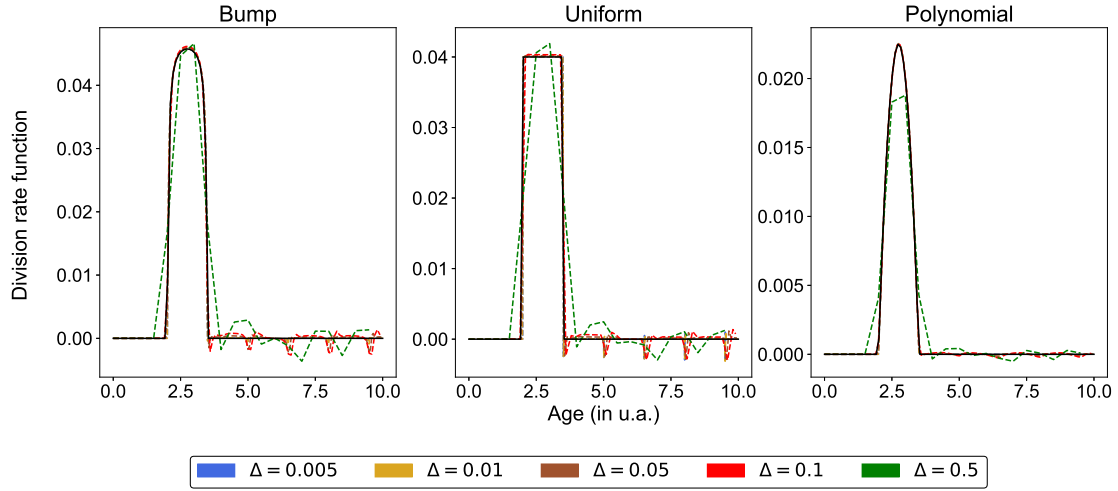 Bump
Uniform
Polynomial
Division rate function
0.04
0.03
0.02
0.01
0.00
0.0 2.5 5.0 7.5 10.0
0.04
0.03
0.02
0.01
0.00
0.0 2.5 5.0 7.5 10.0
0.020
0.015
0.010
0.005
0.000
0.0 2.5 5.0 7.5 10.0
Age (in u.a.)
Δ = 0.005 Δ = 0.01 Δ = 0.05 Δ = 0.1 Δ = 0.5